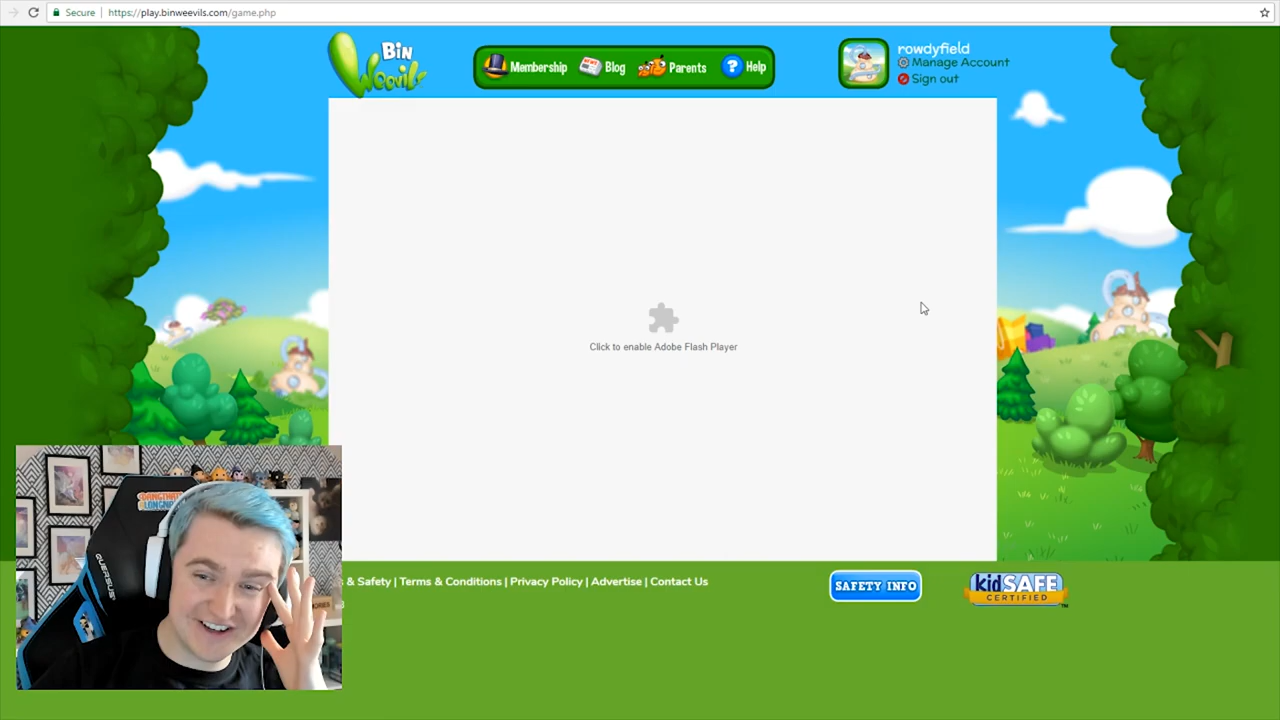 Secure | https://play.binweevils.com/game.php
Bin Weevils
Membership
Blog
Parents
Help
rowdyfield
Manage Account
Sign out
Click to enable Adobe Flash Player
& Safety | Terms & Conditions | Privacy Policy | Advertise | Contact Us
SAFETY INFO
kidSAFE
CERTIFIED
TM